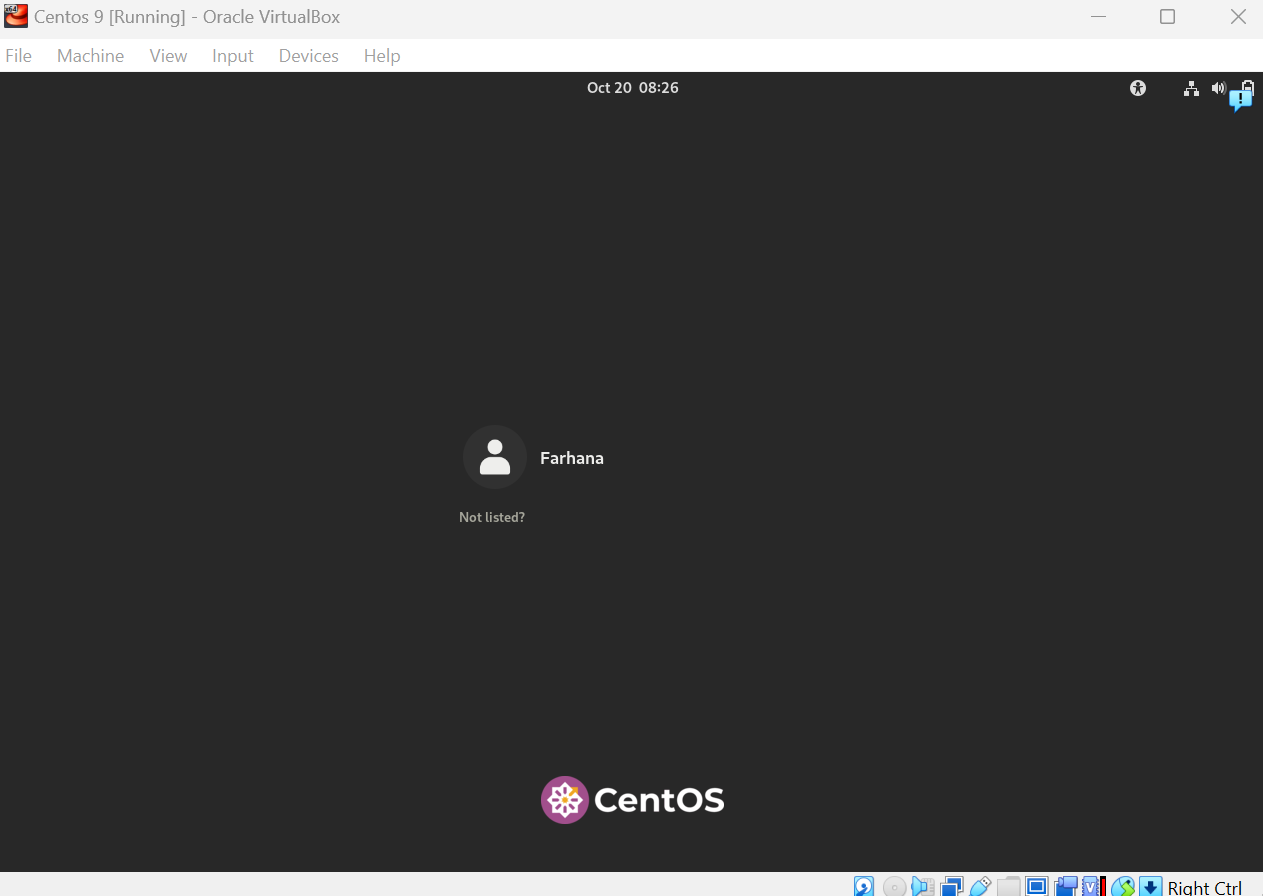 x64
Centos 9 [Running] - Oracle VirtualBox
File Machine View Input Devices Help
Oct 20 08:26
Farhana
Not listed?
CentOS
V
Right Ctrl